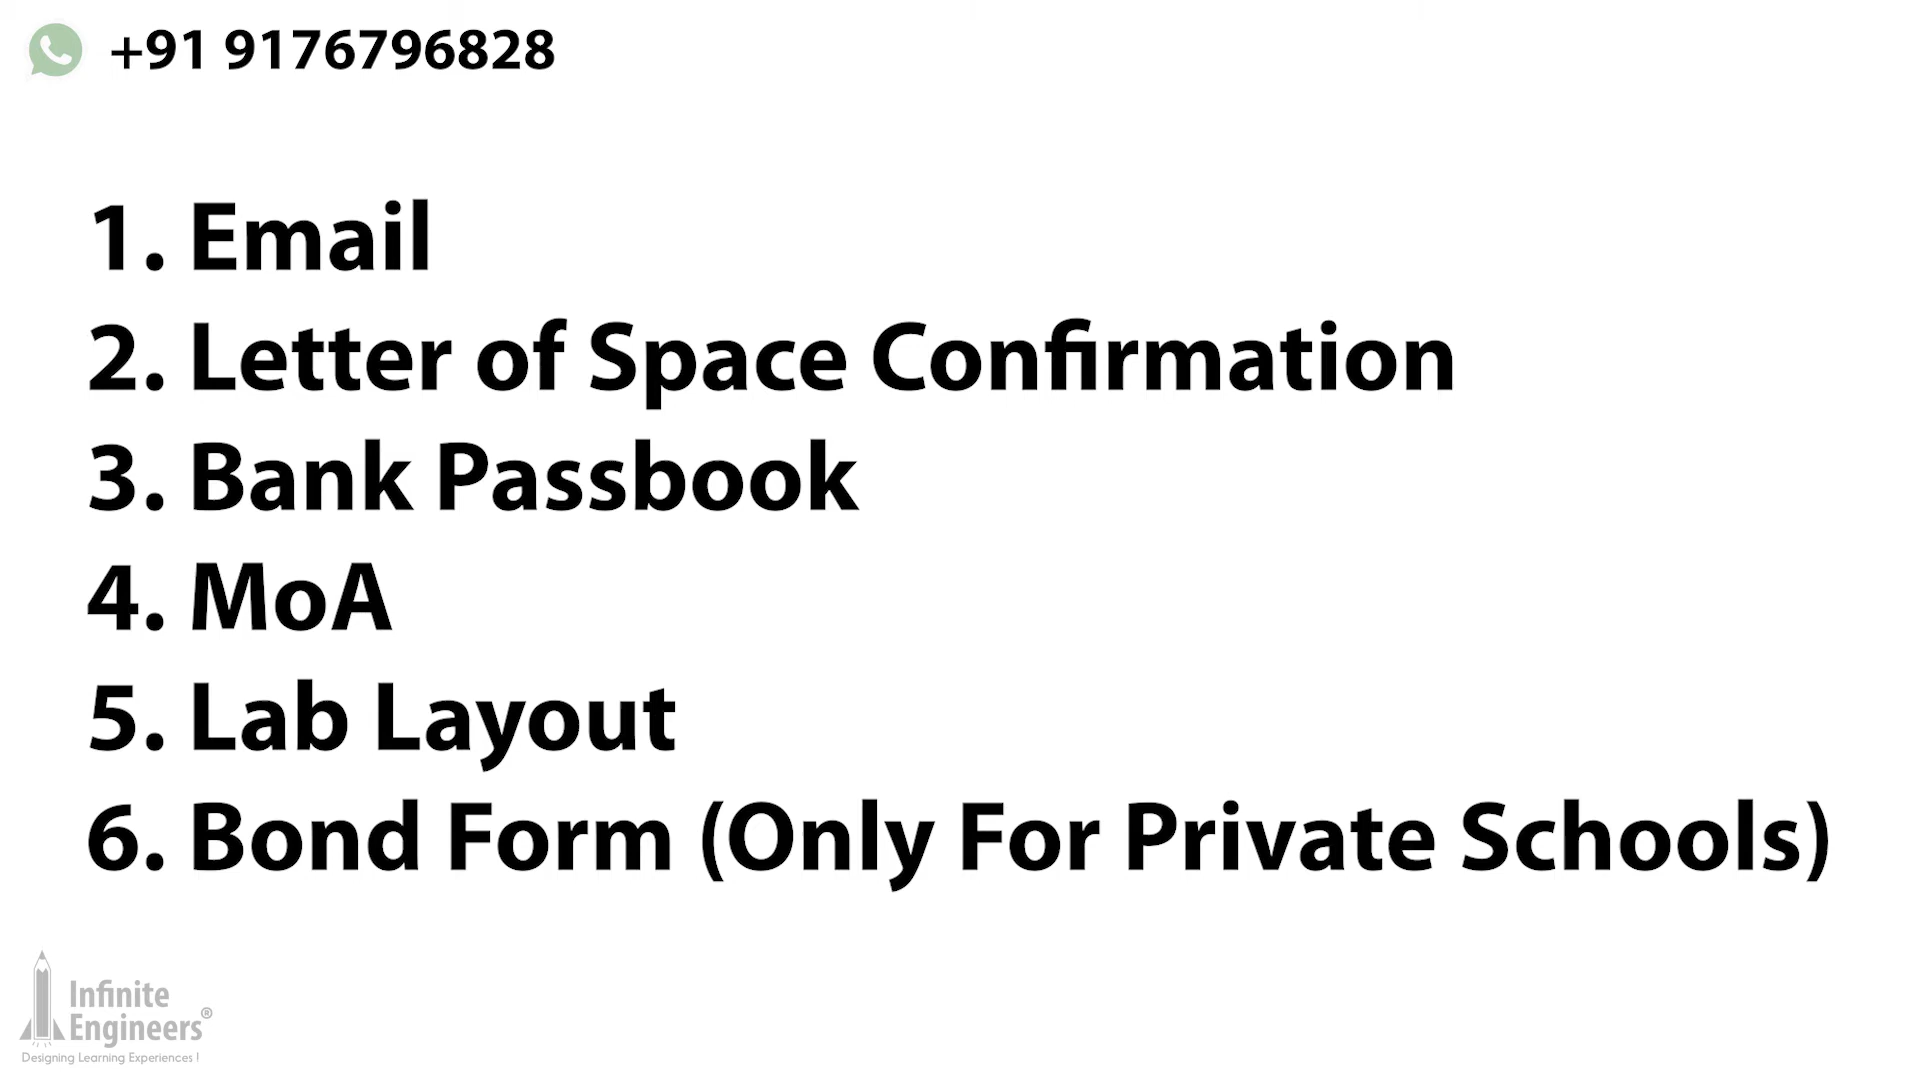 +91 9176796828
1. Email
2. Letter of Space Confirmation
3. Bank Passbook
4. MoA
5. Lab Layout
6. Bond Form (Only For Private Schools)
Infinite
Engineers®
Designing Learning Experiences !